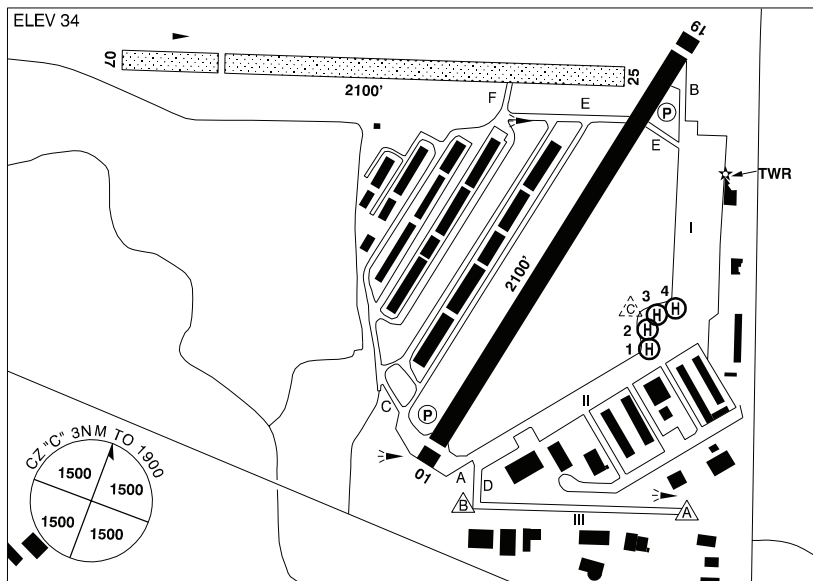 ELEV 34
19
07
2100'
25
F
E
B
P
E
TWR
I
2100'
C
3
4
H
H
2
H
1
H
II
C
P
01
A
D
B
III
A
CZ "C" 3NM TO 1900
1500
1500
1500
1500